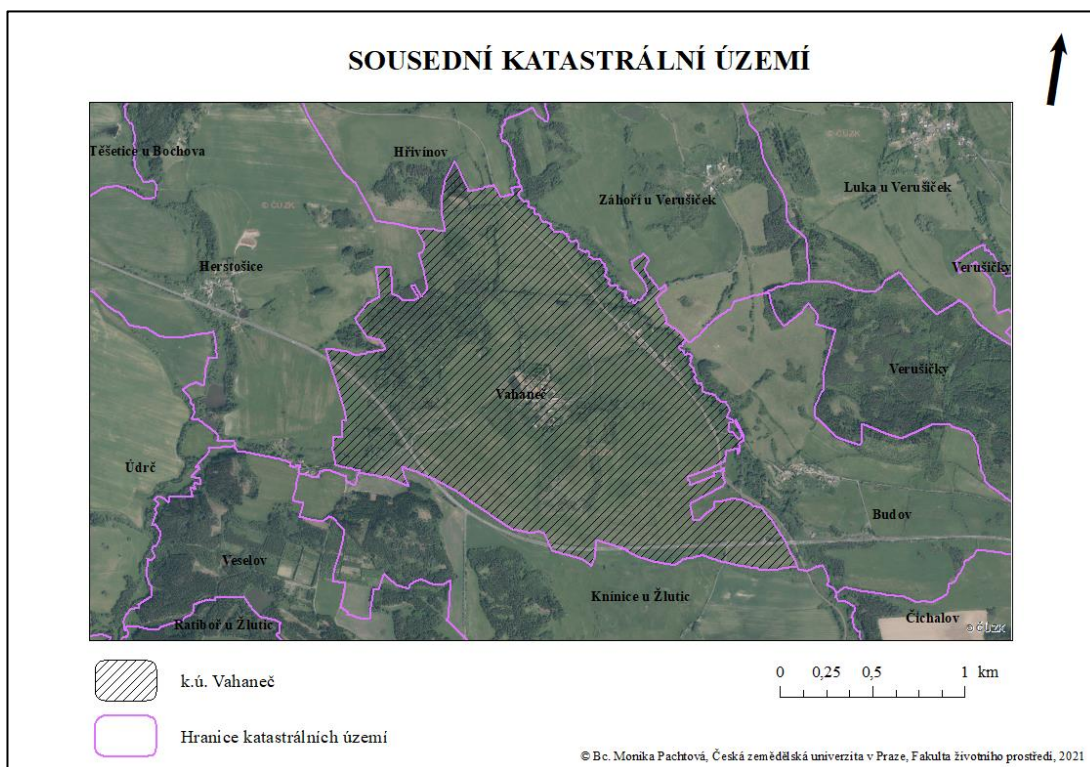 SOUSEDNÍ KATASTRÁLNÍ ÚZEMÍ
Těšetice u Bochova
Hřivínov
© ČÚZK
Záhoří u Verušiček
Luka u Verušiček
© ČÚZK
Herstošice
Verušičky
Vahaneč
Verušičky
Údrč
Budov
Veselov
Knínice u Žlutic
Ratiboř u Žlutic
Čichalov
© ČÚZK
k.ú. Vahaneč
0 0,25 0,5 1 km
Hranice katastrálních území
© Bc. Monika Pachtová, Česká zemědělská univerzita v Praze, Fakulta životního prostředí, 2021